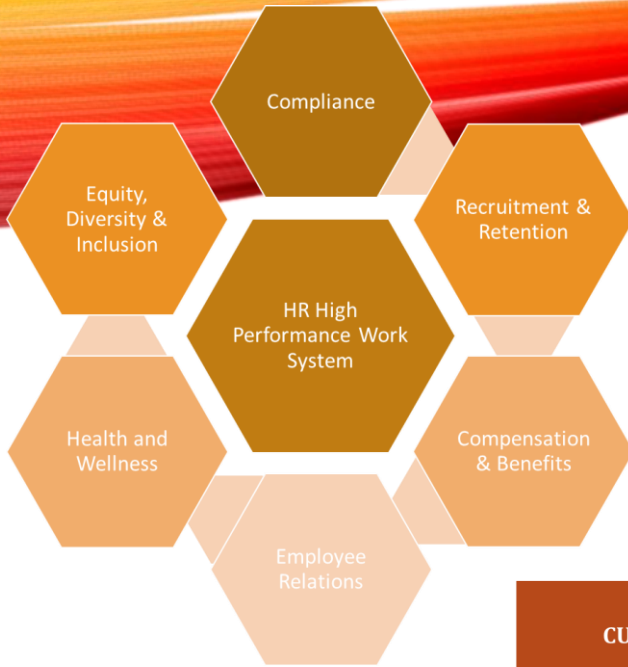 Compliance
Equity,
Diversity &
Inclusion
Recruitment &
Retention
HR High
Performance Work
System
Health and
Wellness
Compensation
& Benefits
Employee
Relations
CU